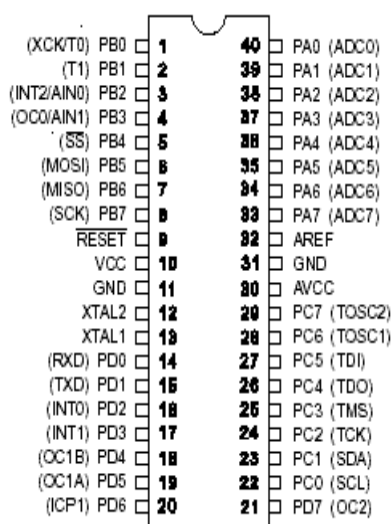 (XCK/T0) PB0 1 40 PA0 (ADC0)
(T1) PB1 2 39 PA1 (ADC1)
(INT2/AIN0) PB2 3 38 PA2 (ADC2)
(OC0/AIN1) PB3 4 37 PA3 (ADC3)
(SS) PB4 5 36 PA4 (ADC4)
(MOSI) PB5 6 35 PA5 (ADC5)
(MISO) PB6 7 34 PA6 (ADC6)
(SCK) PB7 8 33 PA7 (ADC7)
RESET 9 32 AREF
VCC 10 31 GND
GND 11 30 AVCC
XTAL2 12 29 PC7 (TOSC2)
XTAL1 13 28 PC6 (TOSC1)
(RXD) PD0 14 27 PC5 (TDI)
(TXD) PD1 15 26 PC4 (TDO)
(INT0) PD2 16 25 PC3 (TMS)
(INT1) PD3 17 24 PC2 (TCK)
(OC1B) PD4 18 23 PC1 (SDA)
(OC1A) PD5 19 22 PC0 (SCL)
(ICP1) PD6 20 21 PD7 (OC2)